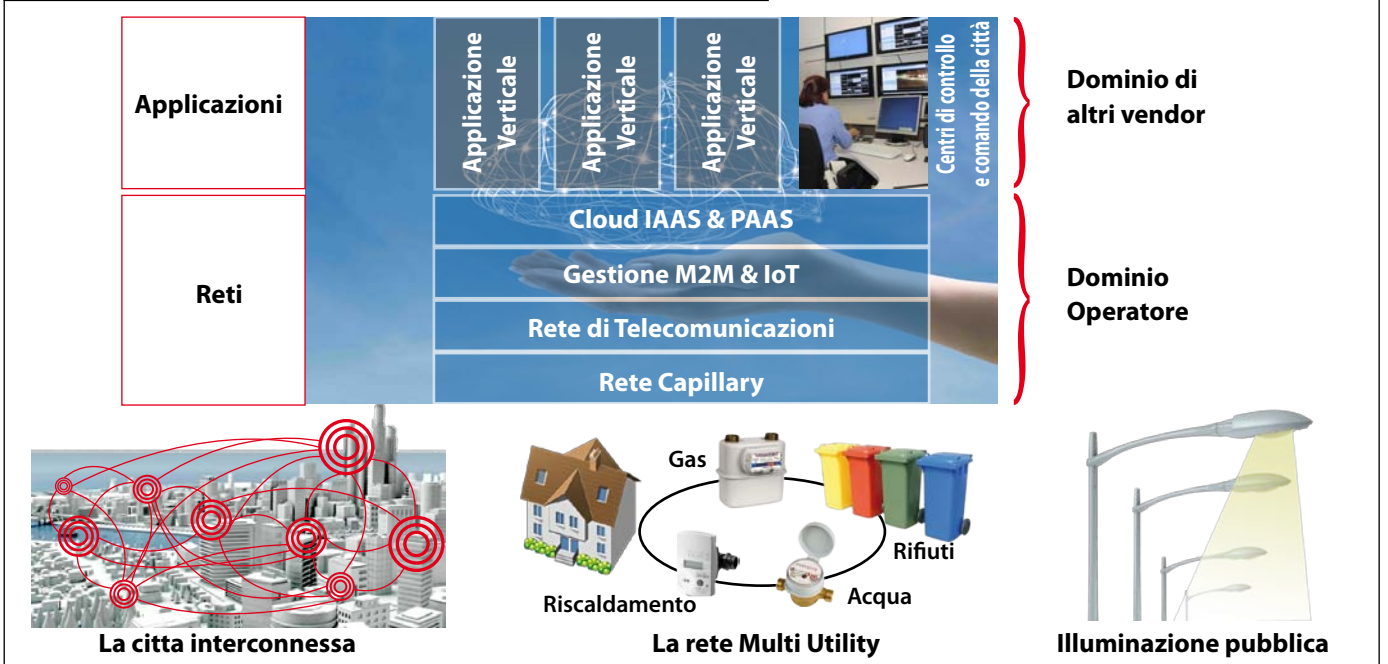 Applicazioni
Applicazione
Verticale
Applicazione
Verticale
Applicazione
Verticale
Centri di controllo
e comando della città
Dominio di
altri vendor
Reti
Cloud IAAS & PAAS
Gestione M2M & IoT
Rete di Telecomunicazioni
Rete Capillary
Dominio
Operatore
Gas
Rifiuti
Acqua
Riscaldamento
La citta interconnessa
La rete Multi Utility
Illuminazione pubblica